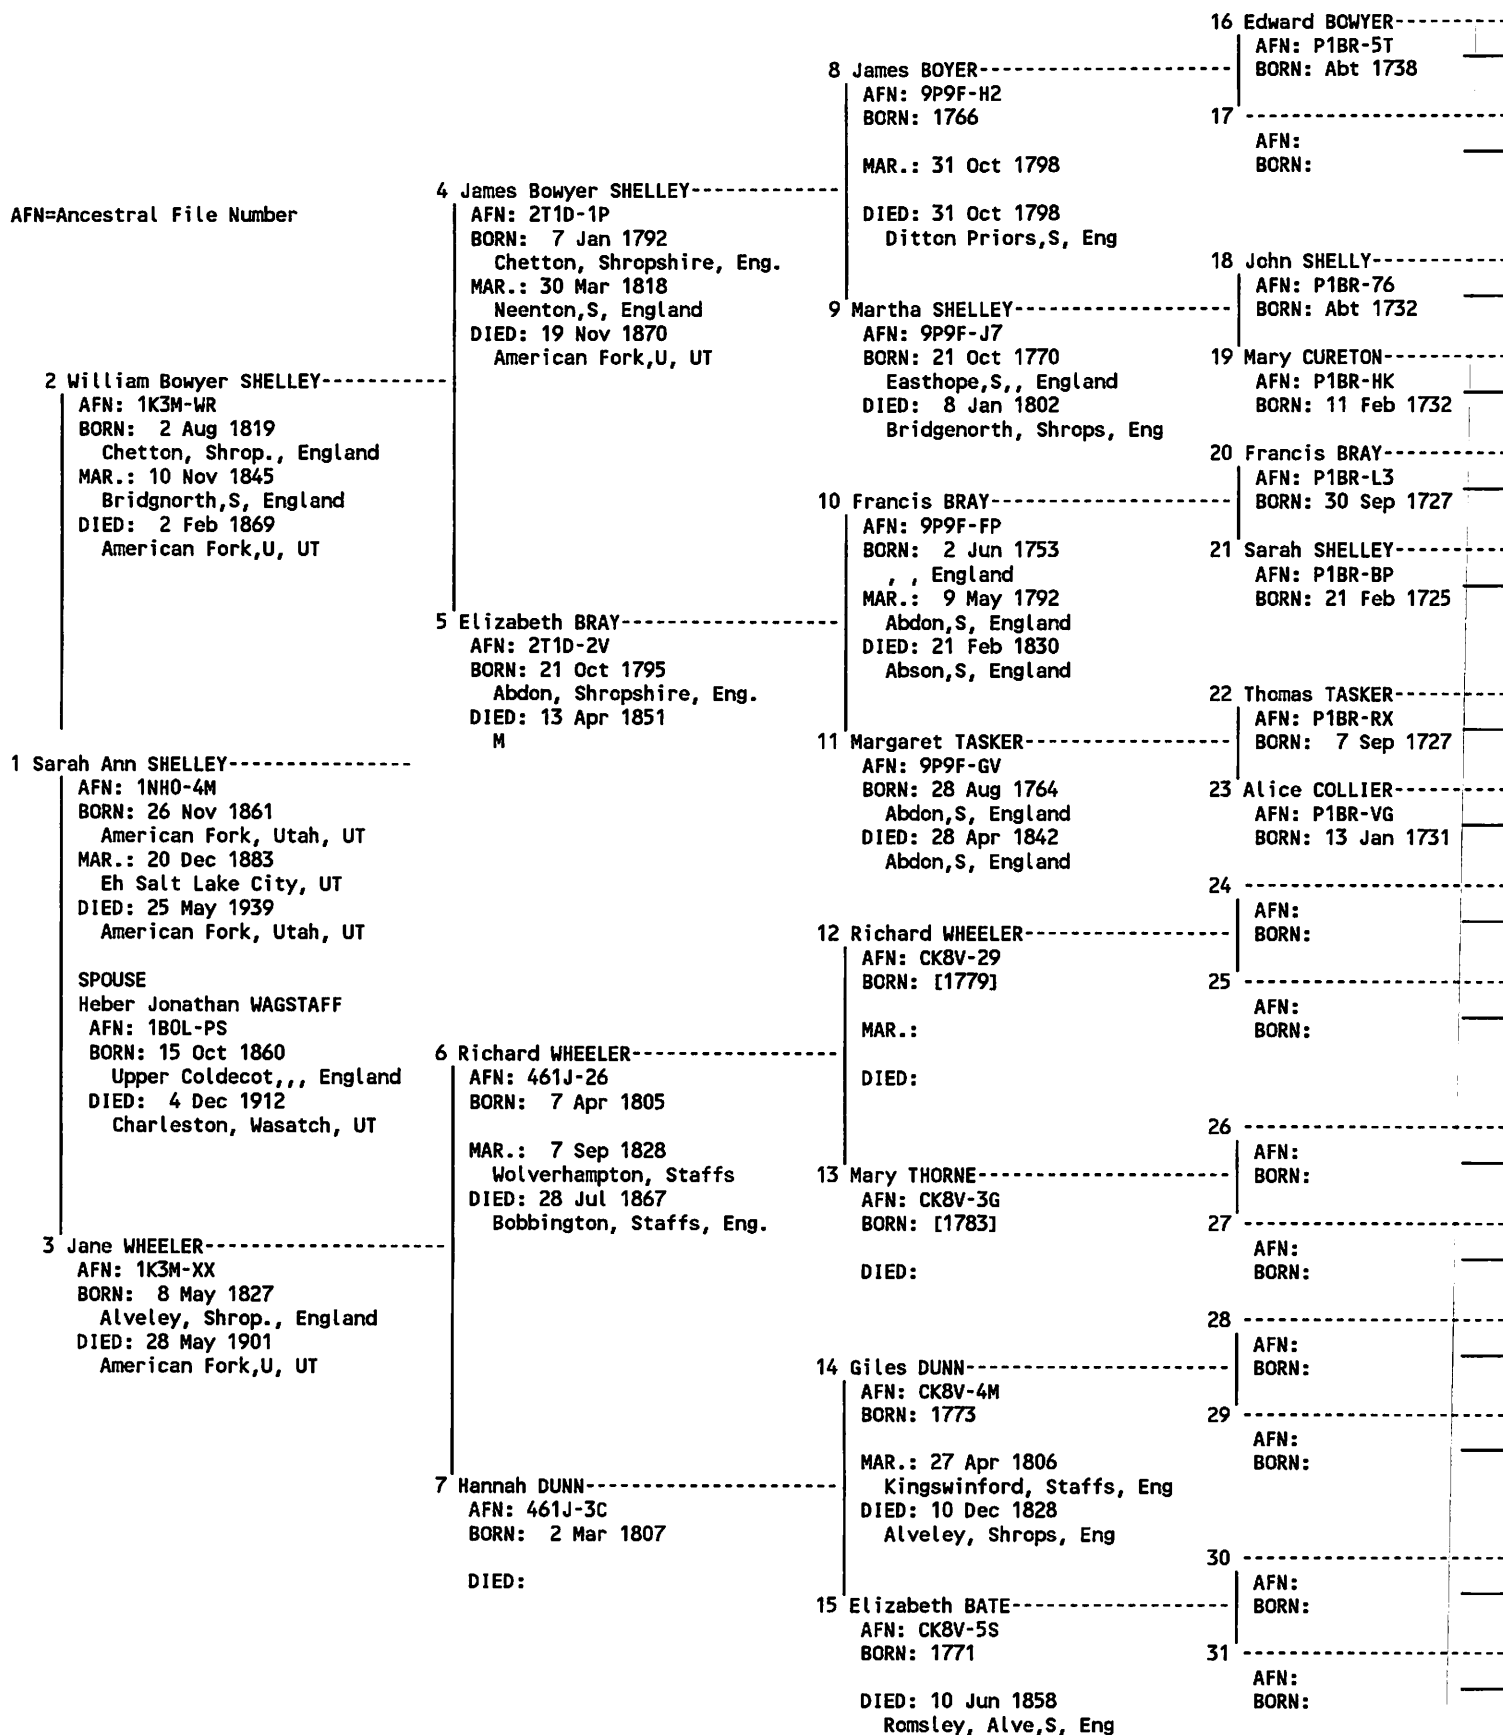 AFN=Ancestral File Number
1 Sarah Ann SHELLEY---------------
AFN: 1NH0-4M
BORN: 26 Nov 1861
American Fork, Utah, UT
MAR.: 20 Dec 1883
Eh Salt Lake City, UT
DIED: 25 May 1939
American Fork, Utah, UT
SPOUSE
Heber Jonathan WAGSTAFF
AFN: 1B0L-PS
BORN: 15 Oct 1860
Upper Coldecot,,, England
DIED: 4 Dec 1912
Charleston, Wasatch, UT
2 William Bowyer SHELLEY----------
AFN: 1K3M-WR
BORN: 2 Aug 1819
Chetton, Shrop., England
MAR.: 10 Nov 1845
Bridgnorth,S, England
DIED: 2 Feb 1869
American Fork,U, UT
3 Jane WHEELER--------------------
AFN: 1K3M-XX
BORN: 8 May 1827
Alveley, Shrop., England
DIED: 28 May 1901
American Fork,U, UT
4 James Bowyer SHELLEY------------
AFN: 2T1D-1P
BORN: 7 Jan 1792
Chetton, Shropshire, Eng.
MAR.: 30 Mar 1818
Neenton,S, England
DIED: 19 Nov 1870
American Fork,U, UT
5 Elizabeth BRAY------------------
AFN: 2T1D-2V
BORN: 21 Oct 1795
Abdon, Shropshire, Eng.
DIED: 13 Apr 1851
M
6 Richard WHEELER-----------------
AFN: 461J-26
BORN: 7 Apr 1805
MAR.: 7 Sep 1828
Wolverhampton, Staffs
DIED: 28 Jul 1867
Bobbington, Staffs, Eng.
7 Hannah DUNN---------------------
AFN: 461J-3C
BORN: 2 Mar 1807
DIED:
8 James BOYER---------------------
AFN: 9P9F-H2
BORN: 1766
MAR.: 31 Oct 1798
DIED: 31 Oct 1798
Ditton Priors,S, Eng
9 Martha SHELLEY------------------
AFN: 9P9F-J7
BORN: 21 Oct 1770
Easthope,S,, England
DIED: 8 Jan 1802
Bridgenorth, Shrops, Eng
10 Francis BRAY--------------------
AFN: 9P9F-FP
BORN: 2 Jun 1753
, , England
MAR.: 9 May 1792
Abdon,S, England
DIED: 21 Feb 1830
Abson,S, England
11 Margaret TASKER-----------------
AFN: 9P9F-GV
BORN: 28 Aug 1764
Abdon,S, England
DIED: 28 Apr 1842
Abdon,S, England
12 Richard WHEELER-----------------
AFN: CK8V-29
BORN: [1779]
MAR.:
DIED:
13 Mary THORNE---------------------
AFN: CK8V-3G
BORN: [1783]
DIED:
14 Giles DUNN----------------------
AFN: CK8V-4M
BORN: 1773
MAR.: 27 Apr 1806
Kingswinford, Staffs, Eng
DIED: 10 Dec 1828
Alveley, Shrops, Eng
15 Elizabeth BATE------------------
AFN: CK8V-5S
BORN: 1771
DIED: 10 Jun 1858
Romsley, Alve,S, Eng
16 Edward BOWYER---------
AFN: P1BR-5T
BORN: Abt 1738
17 ----------------------
AFN:
BORN:
18 John SHELLY-----------
AFN: P1BR-76
BORN: Abt 1732
19 Mary CURETON----------
AFN: P1BR-HK
BORN: 11 Feb 1732
20 Francis BRAY----------
AFN: P1BR-L3
BORN: 30 Sep 1727
21 Sarah SHELLEY---------
AFN: P1BR-BP
BORN: 21 Feb 1725
22 Thomas TASKER---------
AFN: P1BR-RX
BORN: 7 Sep 1727
23 Alice COLLIER---------
AFN: P1BR-VG
BORN: 13 Jan 1731
24 ----------------------
AFN:
BORN:
25 ----------------------
AFN:
BORN:
26 ----------------------
AFN:
BORN:
27 ----------------------
AFN:
BORN:
28 ----------------------
AFN:
BORN:
29 ----------------------
AFN:
BORN:
30 ----------------------
AFN:
BORN:
31 ----------------------
AFN:
BORN: